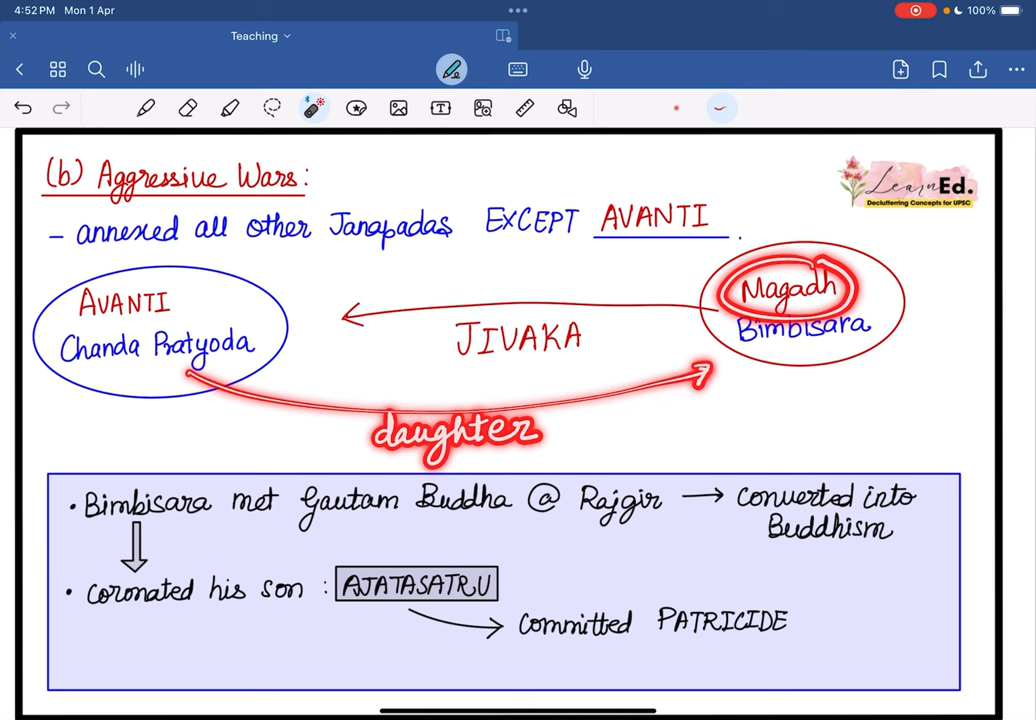 4:52 PM Mon 1 Apr
100%
Teaching
(b) Aggressive Wars:
LearnEd.
Decluttering Concepts for UPSC
- annexed all other Janapadas EXCEPT AVANTI.
AVANTI
Chanda Pratyoda
JIVAKA
Magadh
Bimbisara
daughter
• Bimbisara met Gautam Buddha @ Rajgir → converted into
Buddhism
• coronated his son : AJATASATRU
committed PATRICIDE